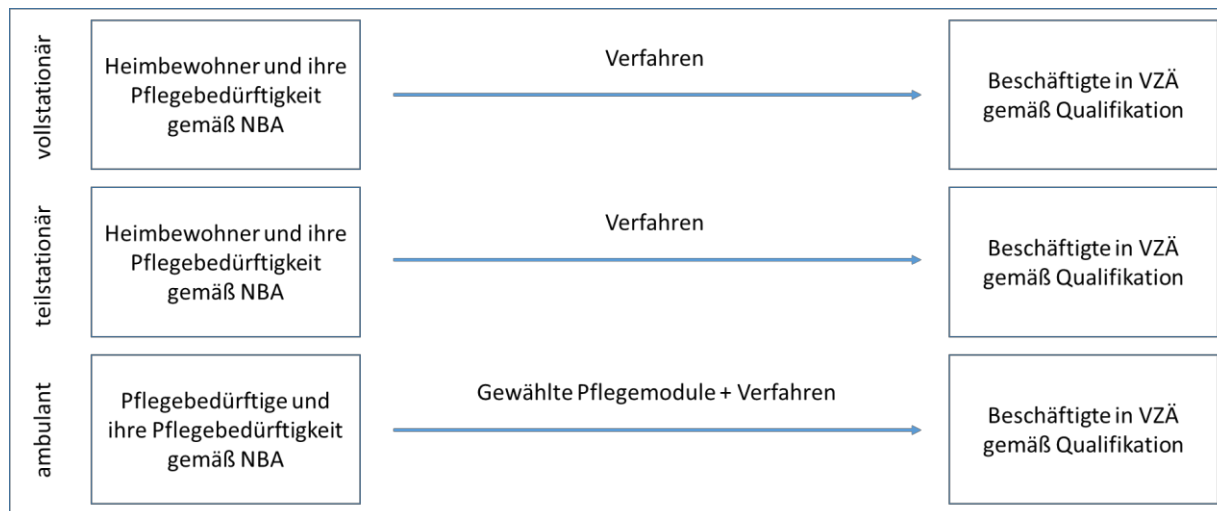 vollstationär
Heimbewohner und ihre
Pflegebedürftigkeit
gemäß NBA
Verfahren
Beschäftigte in VZÄ
gemäß Qualifikation
teilstationär
Heimbewohner und ihre
Pflegebedürftigkeit
gemäß NBA
Verfahren
Beschäftigte in VZÄ
gemäß Qualifikation
ambulant
Pflegebedürftige und
ihre Pflegebedürftigkeit
gemäß NBA
Gewählte Pflegemodule + Verfahren
Beschäftigte in VZÄ
gemäß Qualifikation